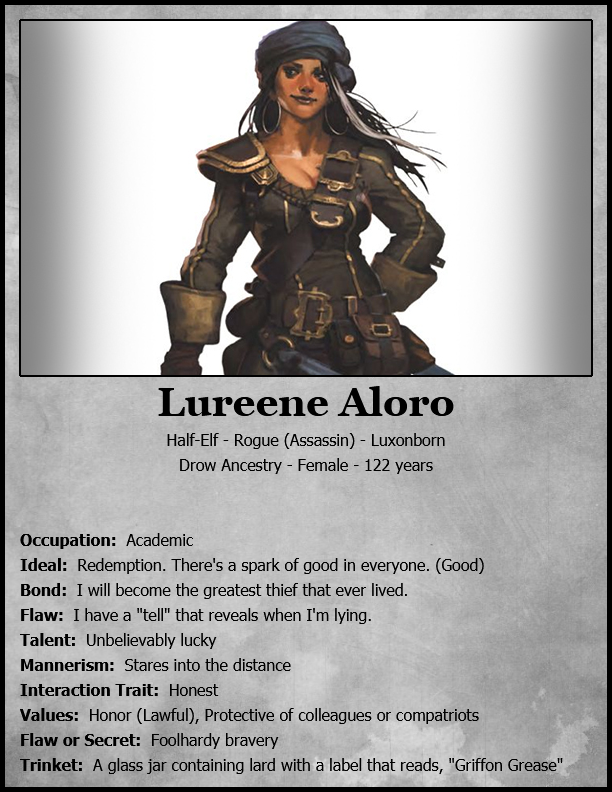 Lureene Aloro
Half-Elf - Rogue (Assassin) - Luxonborn
Drow Ancestry - Female - 122 years
Occupation: Academic
Ideal: Redemption. There's a spark of good in everyone. (Good)
Bond: I will become the greatest thief that ever lived.
Flaw: I have a "tell" that reveals when I'm lying.
Talent: Unbelievably lucky
Mannerism: Stares into the distance
Interaction Trait: Honest
Values: Honor (Lawful), Protective of colleagues or compatriots
Flaw or Secret: Foolhardy bravery
Trinket: A glass jar containing lard with a label that reads, "Griffon Grease"